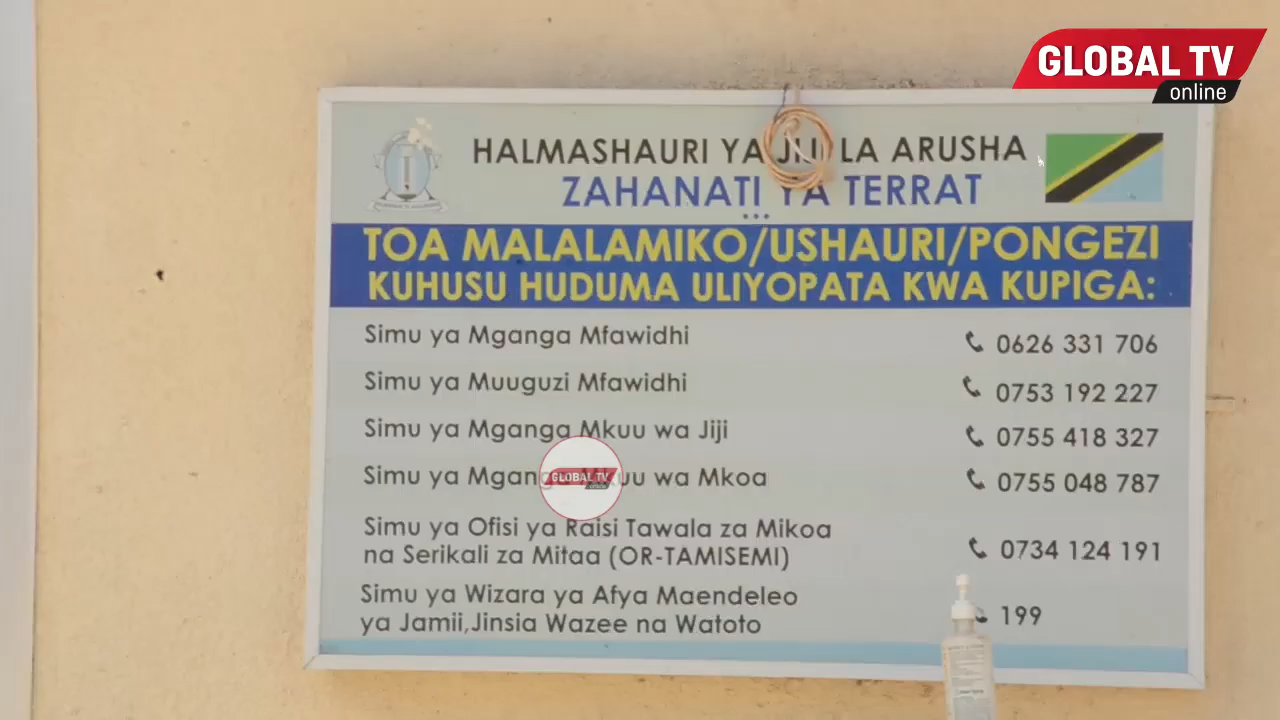 GLOBAL TV
online
HALMASHAURI YA JIJI LA ARUSHA
ZAHANATI YA TERRAT
TOA MALALAMIKO/USHAURI/PONGEZI
KUHUSU HUDUMA ULIYOPATA KWA KUPIGA:
Simu ya Mganga Mfawidhi 0626 331 706
Simu ya Muuguzi Mfawidhi 0753 192 227
Simu ya Mganga Mkuu wa Jiji 0755 418 327
Simu ya Mganga Mkuu wa Mkoa 0755 048 787
GLOBAL TV
online
Simu ya Ofisi ya Raisi Tawala za Mikoa
na Serikali za Mitaa (OR-TAMISEMI) 0734 124 191
Simu ya Wizara ya Afya Maendeleo
ya Jamii,Jinsia Wazee na Watoto 199